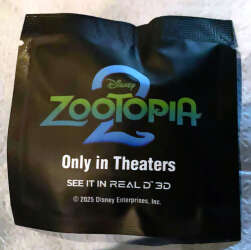 Disney
ZOOTOPIA
2
Only in Theaters
SEE IT IN REAL D 3D
© 2025 Disney Enterprises, Inc.